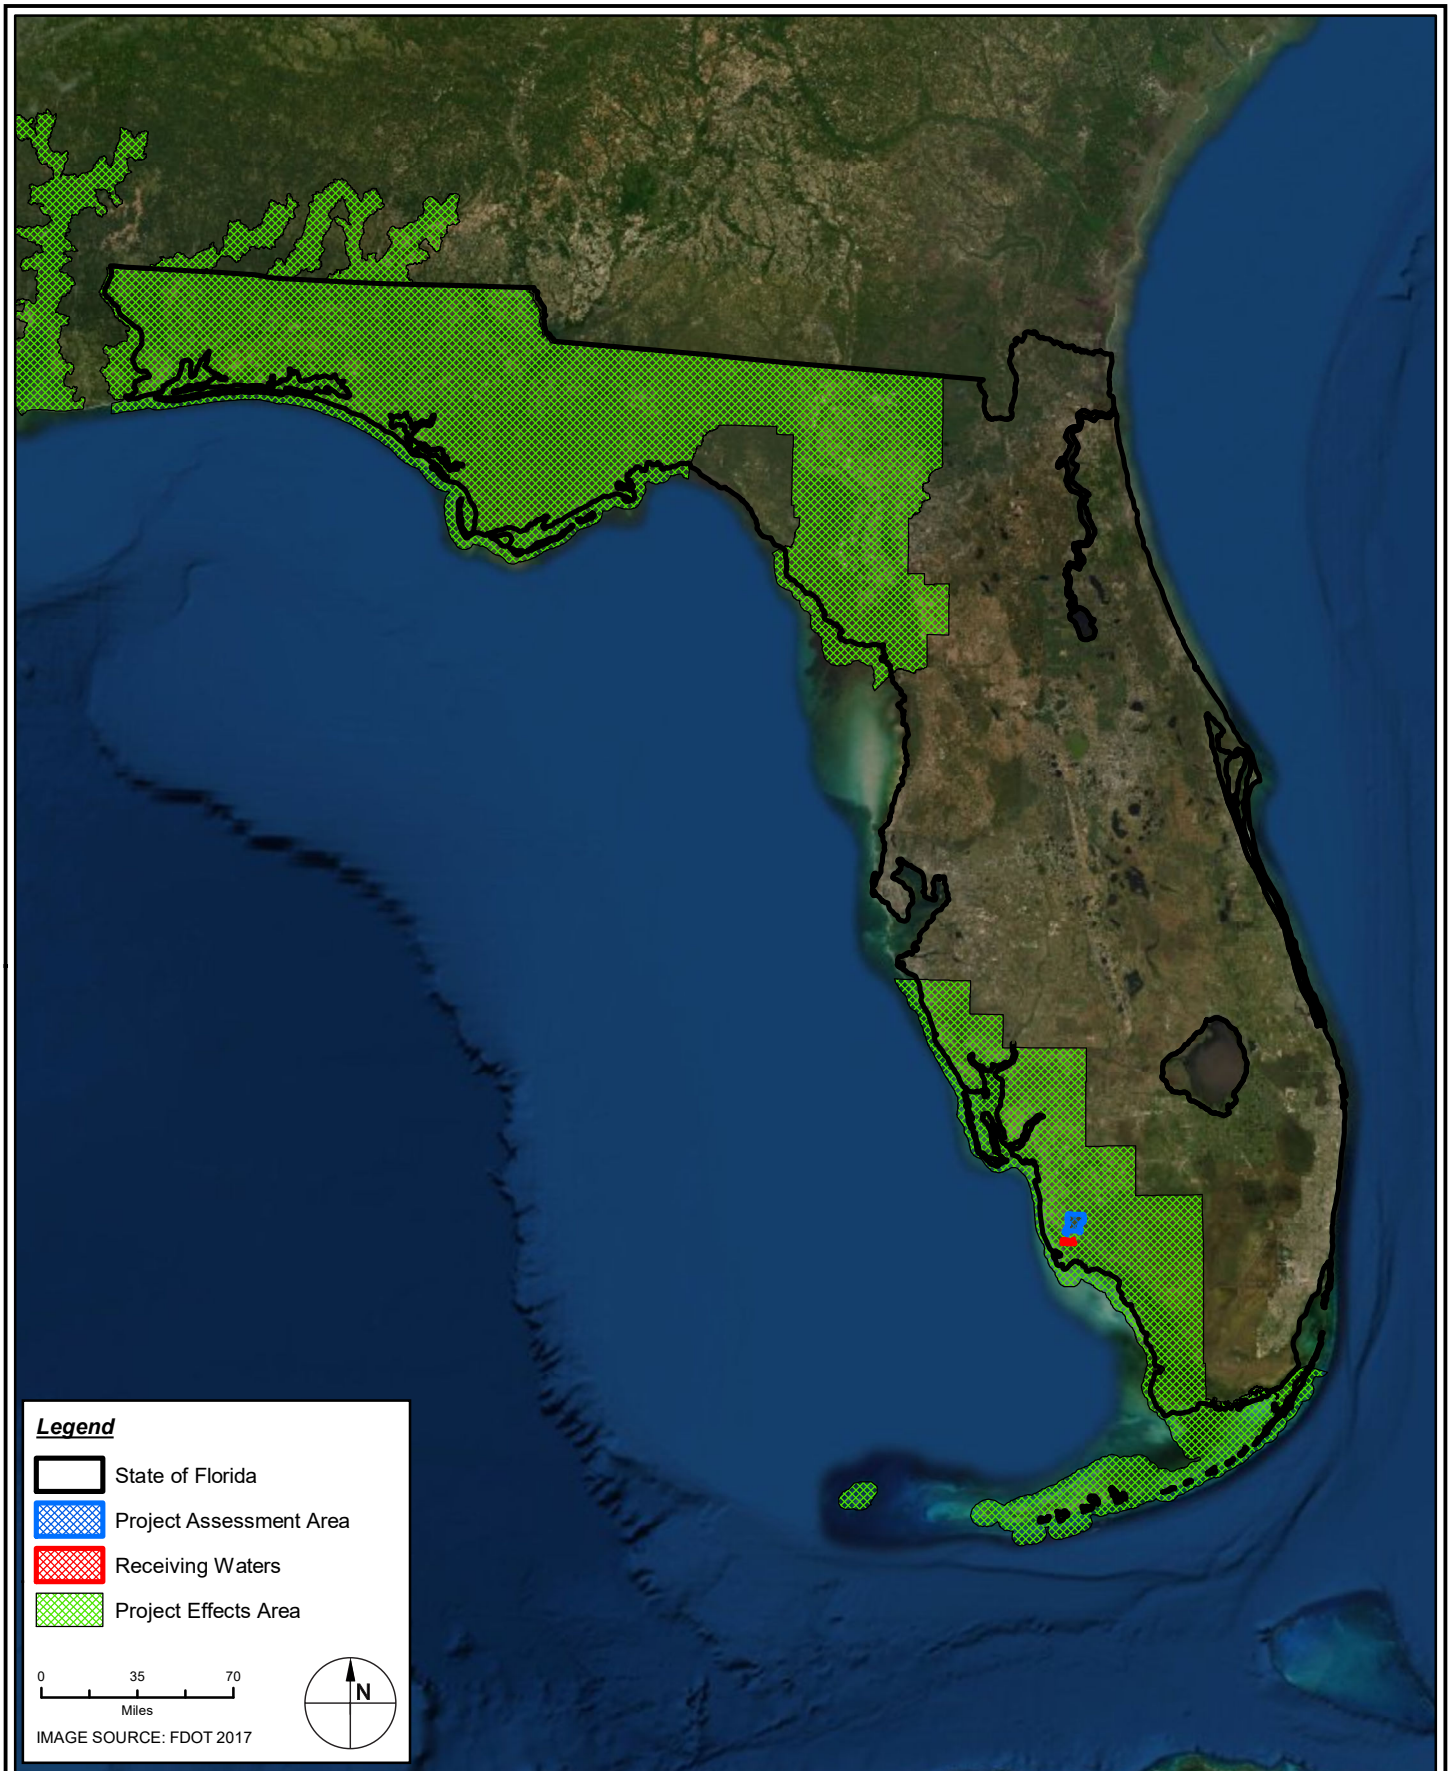 Legend
State of Florida
Project Assessment Area
Receiving Waters
Project Effects Area
0 35 70
Miles
N
IMAGE SOURCE: FDOT 2017